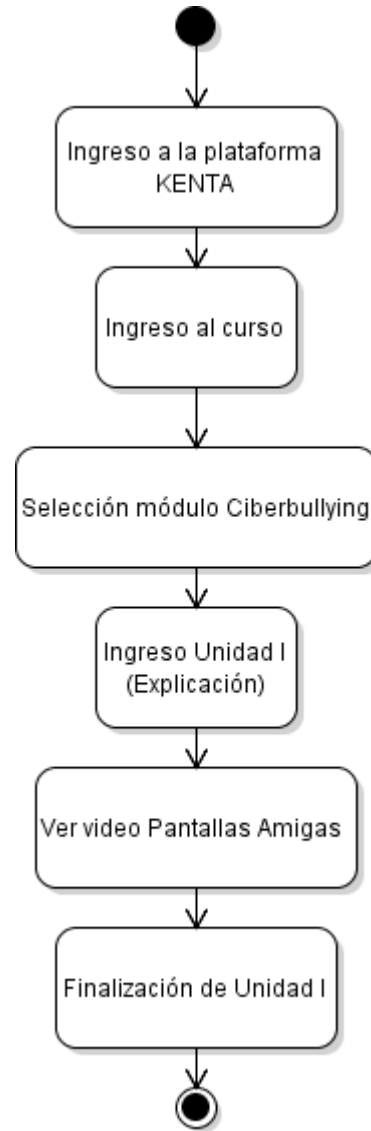 Ingreso a la plataforma
KENTA
Ingreso al curso
Selección módulo Ciberbullying
Ingreso Unidad I
(Explicación)
Ver video Pantallas Amigas
Finalización de Unidad I